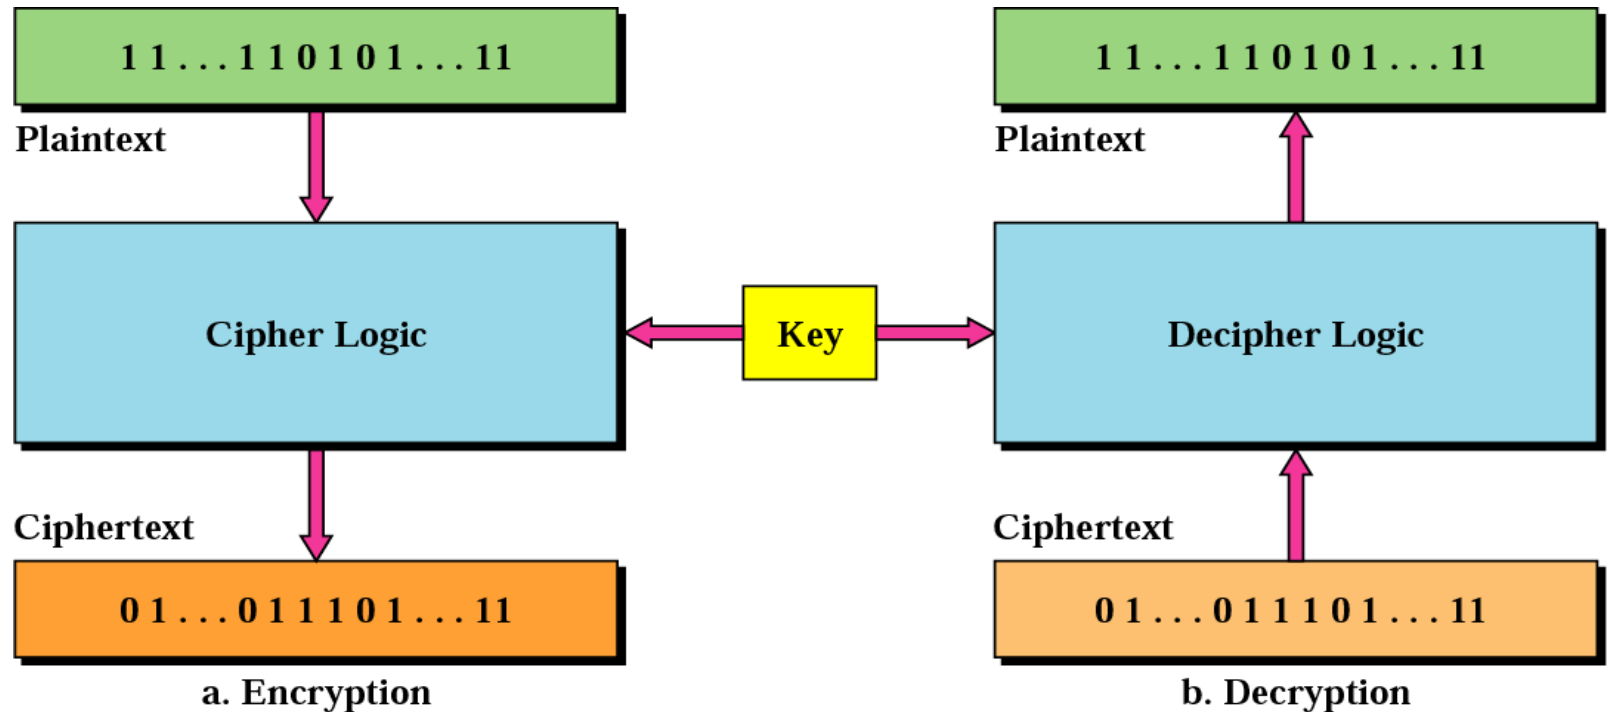 1 1 . . . 1 1 0 1 0 1 . . . 11
Plaintext
Cipher Logic
Ciphertext
0 1 . . . 0 1 1 1 0 1 . . . 11
a. Encryption
Key
1 1 . . . 1 1 0 1 0 1 . . . 11
Plaintext
Decipher Logic
Ciphertext
0 1 . . . 0 1 1 1 0 1 . . . 11
b. Decryption